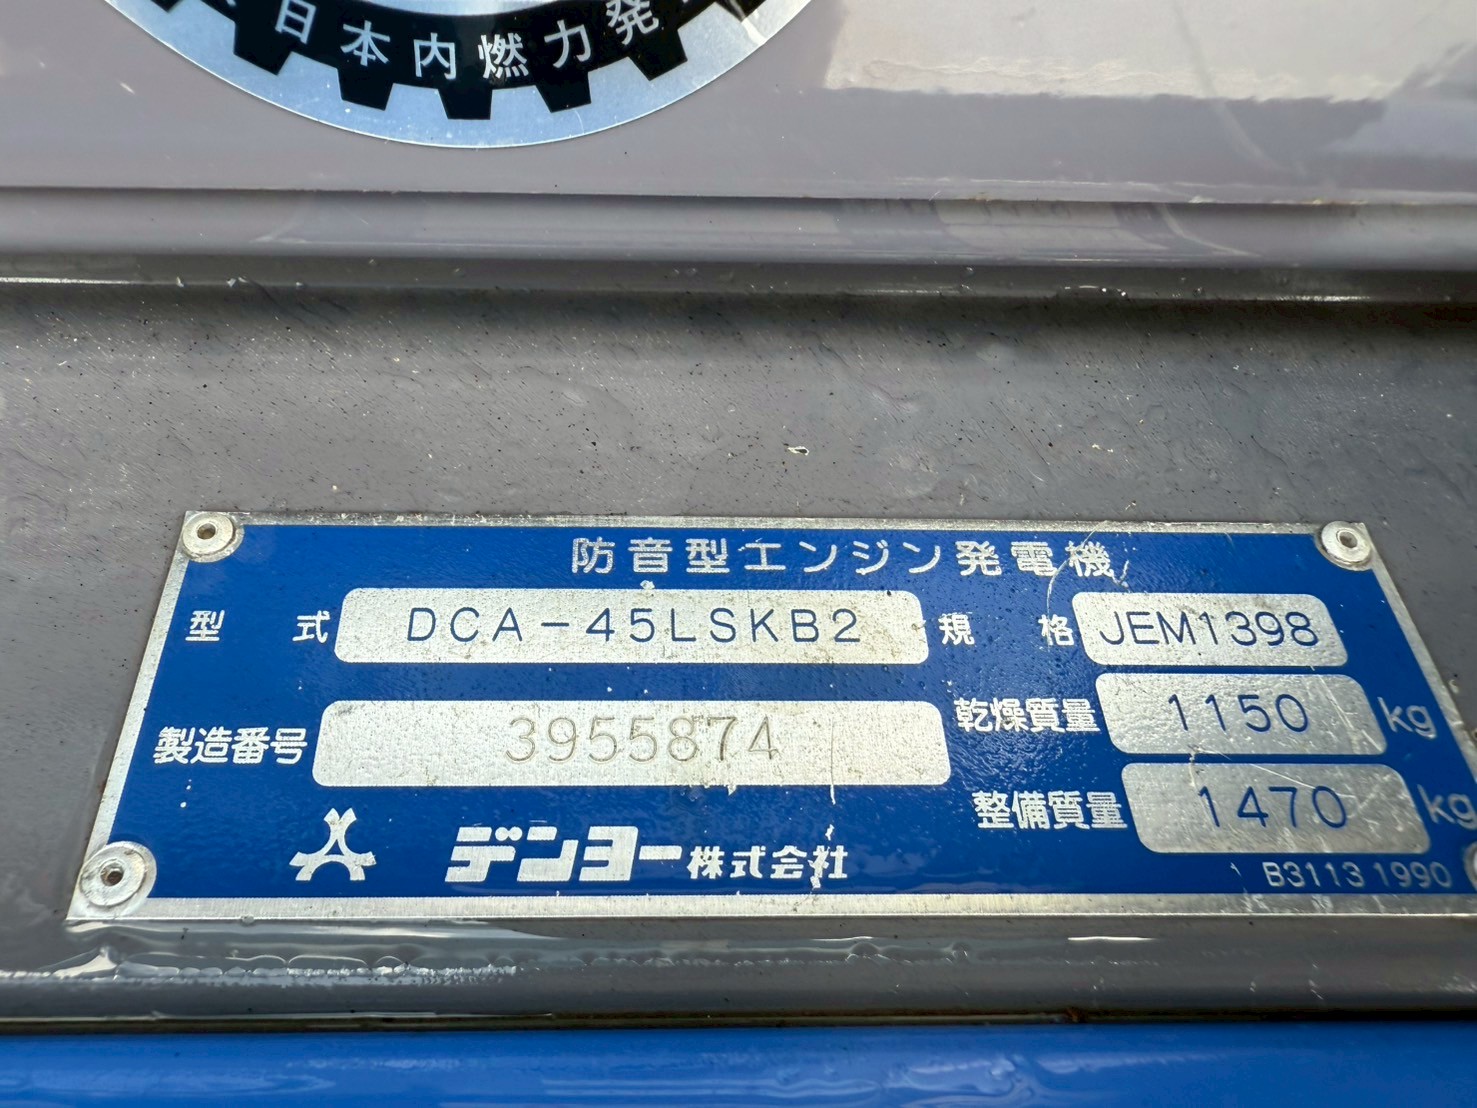 日本内燃力発
防音型エンジン発電機
型式 DCA-45LSKB2 規格 JEM1398
製造番号 3955874 乾燥質量 1150 kg
整備質量 1470 kg
デンヨー株式会社
B31131990